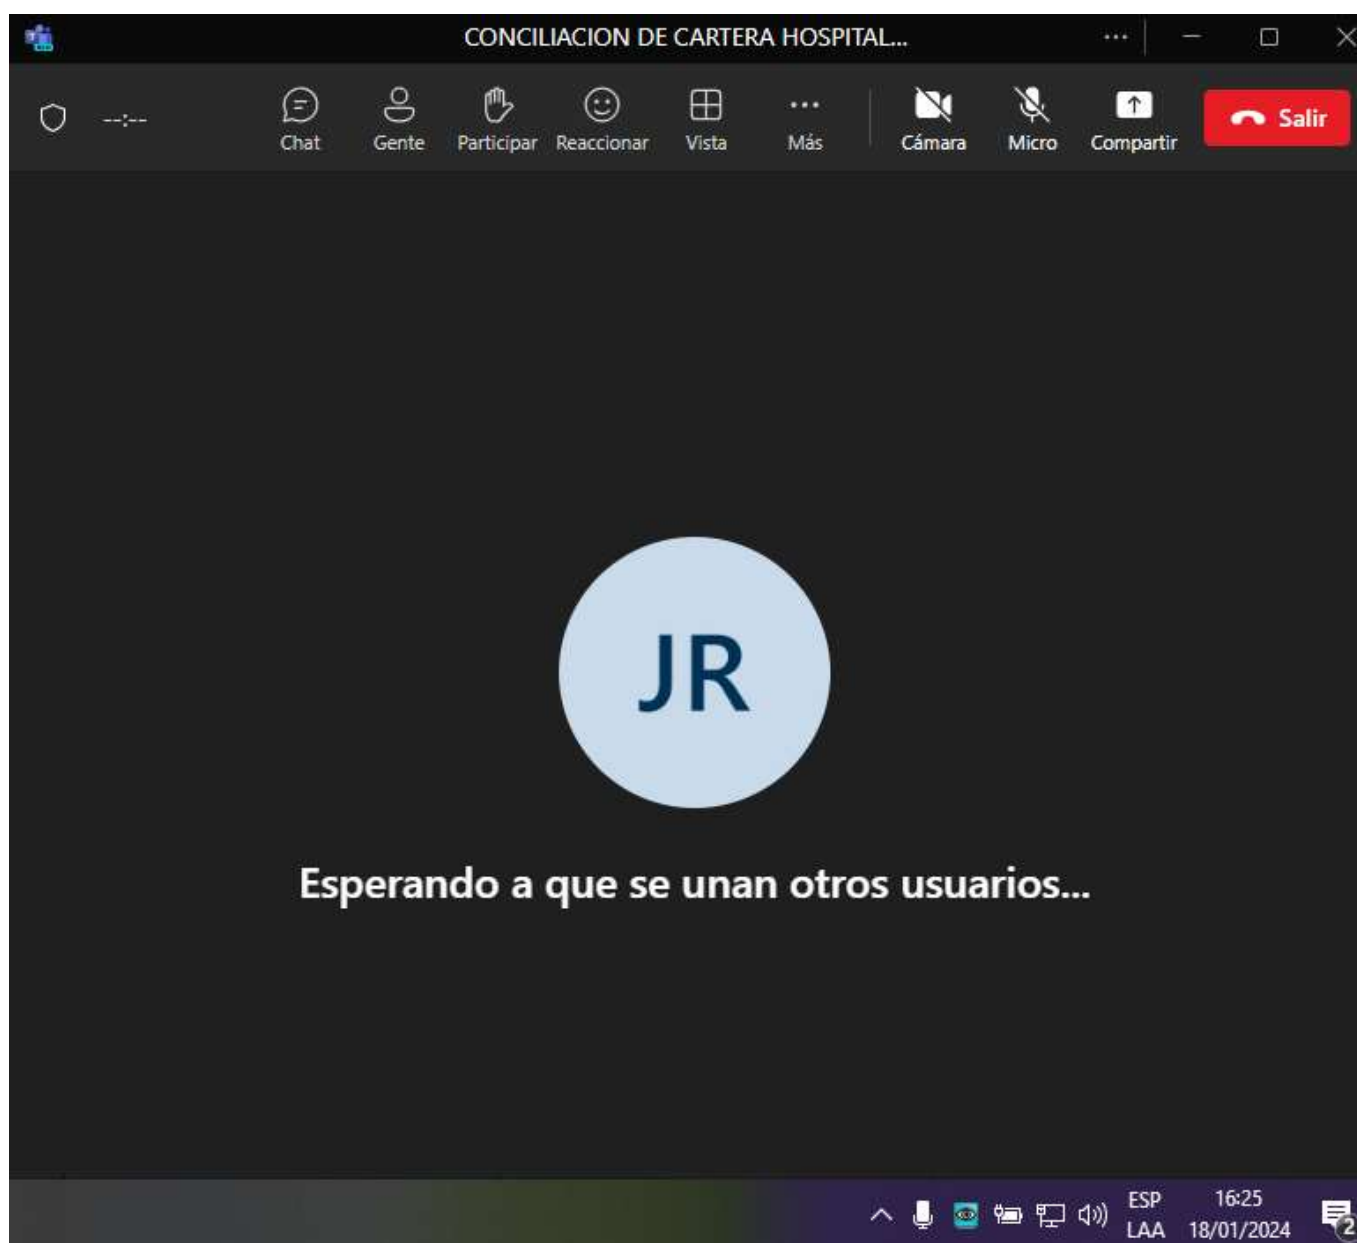 CONCILIACION DE CARTERA HOSPITAL...
--:--
Chat Gente Participar Reaccionar Vista Más Cámara Micro Compartir Salir
JR
Esperando a que se unan otros usuarios...
ESP 16:25
LAA 18/01/2024 2